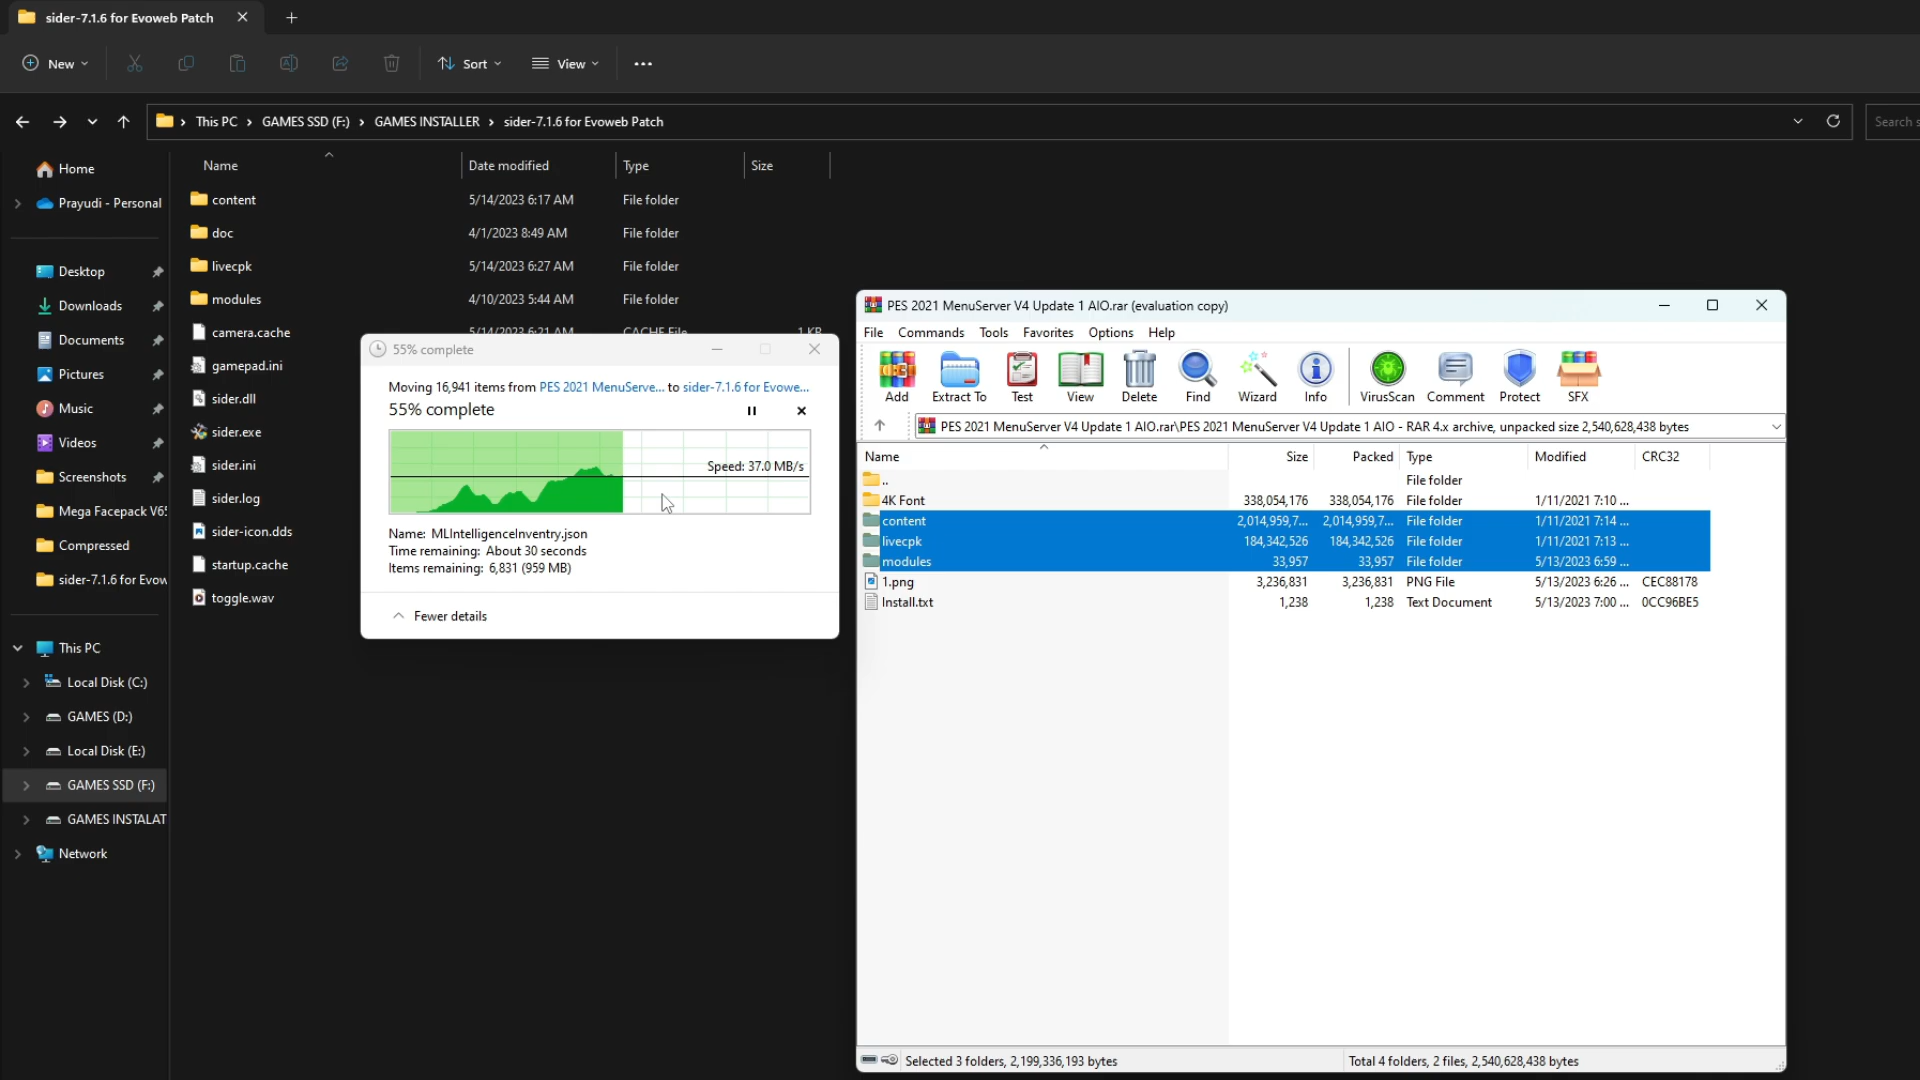 sider-7.1.6 for Evoweb Patch
New
Sort
View
This PC > GAMES SSD (F:) > GAMES INSTALLER > sider-7.1.6 for Evoweb Patch
Search s
Name Date modified Type Size
content 5/14/2023 6:17 AM File folder
doc 4/1/2023 8:49 AM File folder
livecpk 5/14/2023 6:27 AM File folder
modules 4/10/2023 5:44 AM File folder
camera.cache 5/14/2023 6:21 AM CACHE File 1 KB
gamepad.ini
sider.dll
sider.exe
sider.ini
sider.log
sider-icon.dds
startup.cache
toggle.wav
Home
Prayudi - Personal
Desktop
Downloads
Documents
Pictures
Music
Videos
Screenshots
Mega Facepack V65
Compressed
sider-7.1.6 for Evow
This PC
Local Disk (C:)
GAMES (D:)
Local Disk (E:)
GAMES SSD (F:)
GAMES INSTALAT
Network
55% complete
Moving 16,941 items from PES 2021 MenuServe... to sider-7.1.6 for Evowe...
55% complete
Speed: 37.0 MB/s
Name: MLIntelligenceInventry.json
Time remaining: About 30 seconds
Items remaining: 6,831 (959 MB)
Fewer details
PES 2021 MenuServer V4 Update 1 AIO.rar (evaluation copy)
File Commands Tools Favorites Options Help
Add Extract To Test View Delete Find Wizard Info VirusScan Comment Protect SFX
PES 2021 MenuServer V4 Update 1 AIO.rar\PES 2021 MenuServer V4 Update 1 AIO - RAR 4.x archive, unpacked size 2,540,628,438 bytes
Name Size Packed Type Modified CRC32
.. File folder
4K Font 338,054,176 338,054,176 File folder 1/11/2021 7:10 ...
content 2,014,959,7... 2,014,959,7... File folder 1/11/2021 7:14 ...
livecpk 184,342,526 184,342,526 File folder 1/11/2021 7:13 ...
modules 33,957 33,957 File folder 5/13/2023 6:59 ...
1.png 3,236,831 3,236,831 PNG File 5/13/2023 6:26 ... CEC88178
Install.txt 1,238 1,238 Text Document 5/13/2023 7:00 ... 0CC96BE5
Selected 3 folders, 2,199,336,193 bytes
Total 4 folders, 2 files, 2,540,628,438 bytes